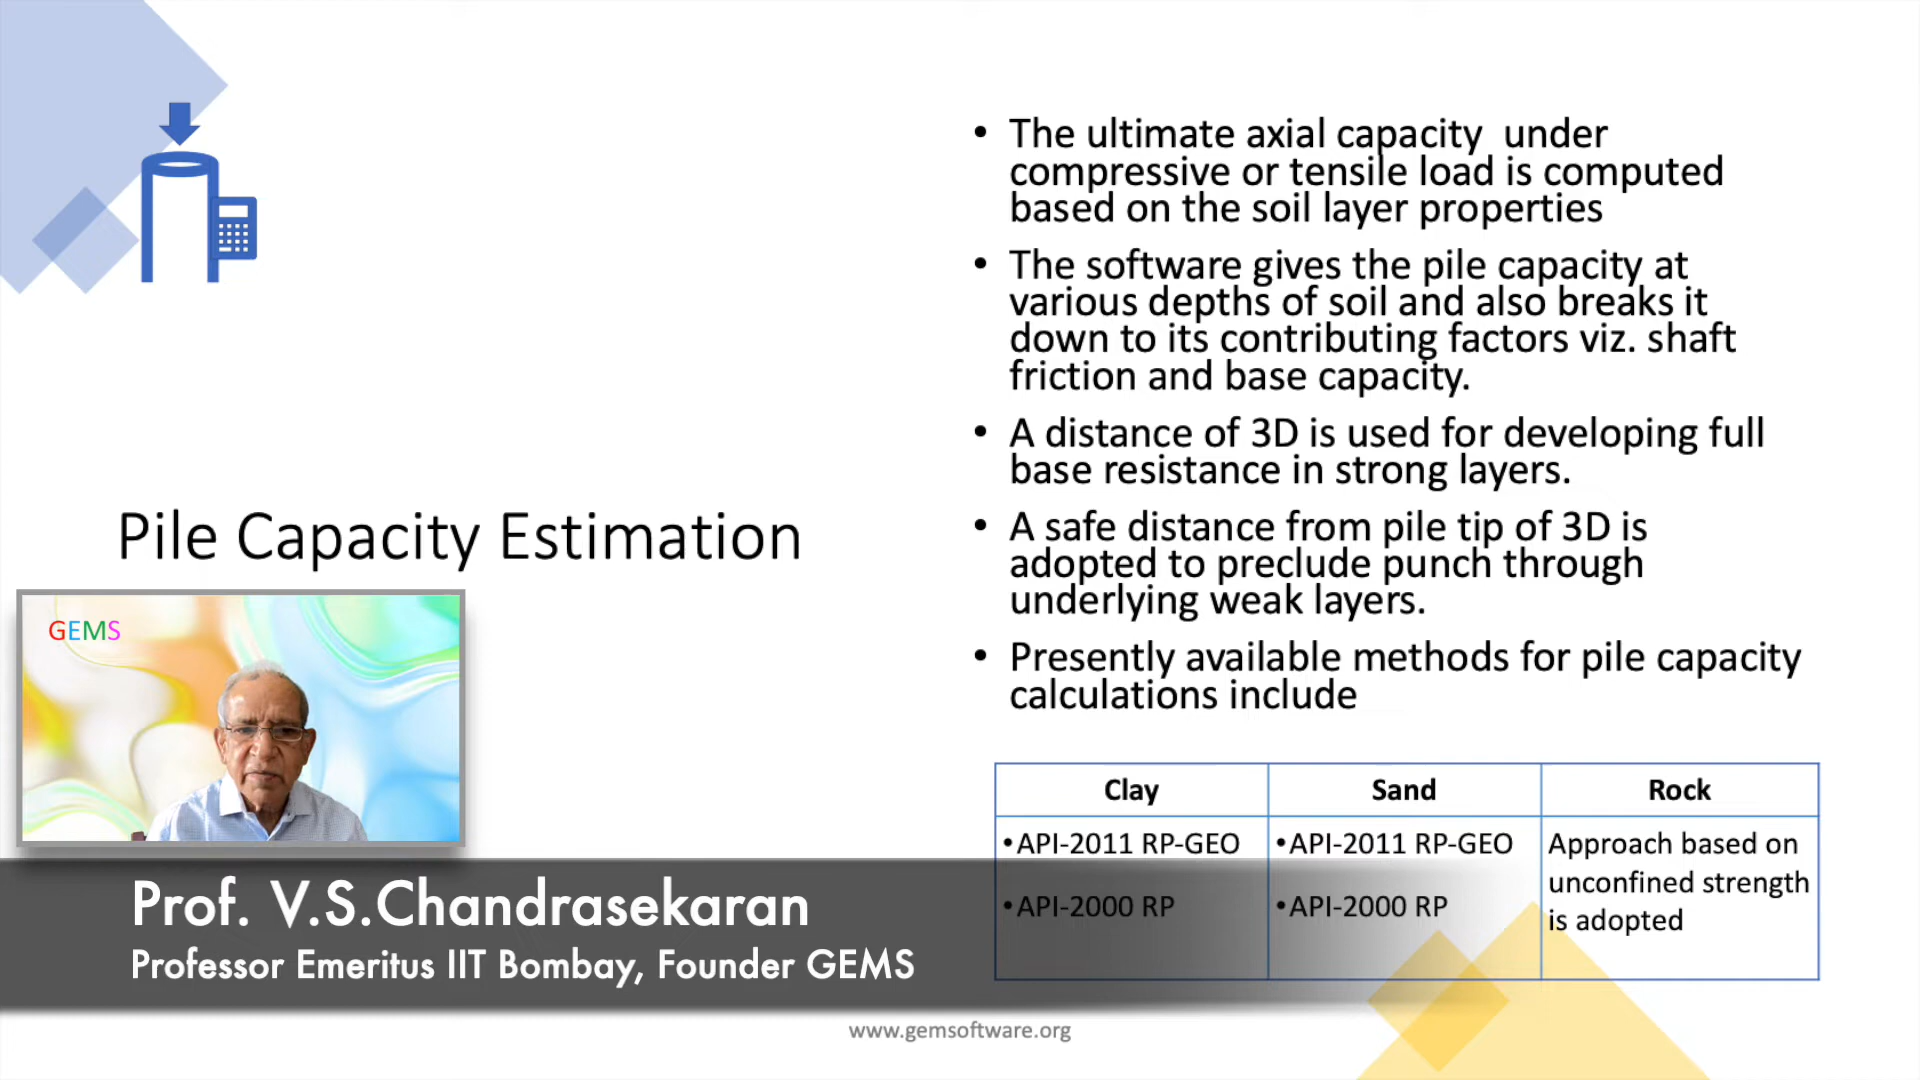 • The ultimate axial capacity  under
compressive or tensile load is computed
based on the soil layer properties
• The software gives the pile capacity at
various depths of soil and also breaks it
down to its contributing factors viz. shaft
friction and base capacity.
• A distance of 3D is used for developing full
base resistance in strong layers.
Pile Capacity Estimation
• A safe distance from pile tip of 3D is
adopted to preclude punch through
underlying weak layers.
• Presently available methods for pile capacity
calculations include
GEMS
Clay Sand Rock
•API-2011 RP-GEO •API-2011 RP-GEO Approach based on
unconfined strength
•API-2000 RP •API-2000 RP is adopted
Prof. V.S.Chandrasekaran
Professor Emeritus IIT Bombay, Founder GEMS
www.gemsoftware.org